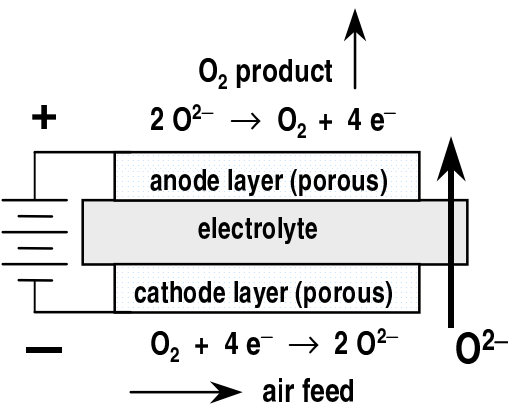 O₂ product
+
2 O²⁻ → O₂ + 4 e⁻
anode layer (porous)
electrolyte
cathode layer (porous)
−
O₂ + 4 e⁻ → 2 O²⁻
O²⁻
air feed